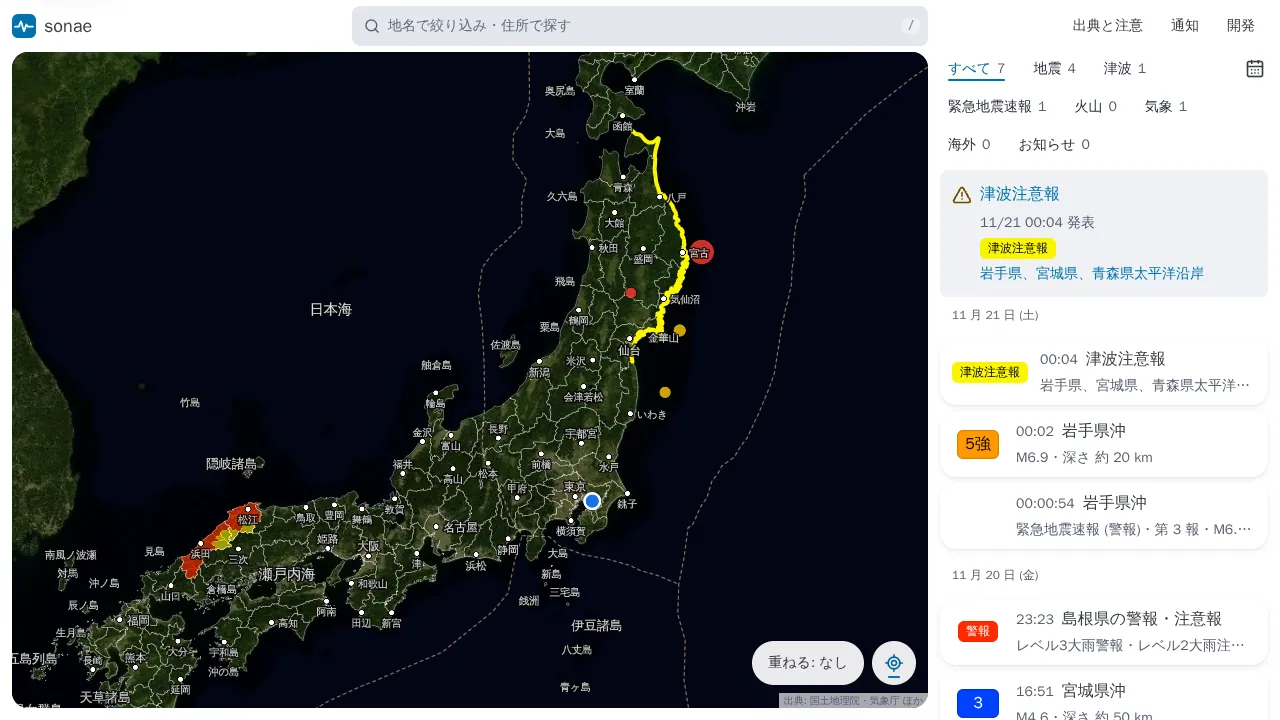 sonae
地名で絞り込み・住所で探す
/
出典と注意
通知
開発
すべて 7
地震 4
津波 1
緊急地震速報 1
火山 0
気象 1
海外 0
お知らせ 0
津波注意報
11/21 00:04 発表
津波注意報
岩手県、宮城県、青森県太平洋沿岸
11 月 21 日 (土)
津波注意報
00:04 津波注意報
岩手県、宮城県、青森県太平洋…
5強
00:02 岩手県沖
M6.9・深さ 約 20 km
00:00:54 岩手県沖
緊急地震速報 (警報)・第 3 報・M6.…
11 月 20 日 (金)
警報
23:23 島根県の警報・注意報
レベル3大雨警報・レベル2大雨注…
3
16:51 宮城県沖
M4.6・深さ 約 50 km
奥尻島
室蘭
沖岩
函館
大島
青森
久六島
八戸
大館
秋田
盛岡
宮古
飛島
気仙沼
日本海
粟島
鶴岡
金華山
佐渡島
仙台
米沢
舳倉島
新潟
会津若松
竹島
輪島
いわき
金沢
長野
宇都宮
富山
隠岐諸島
福井
高山
松本
前橋
水戸
甲府
東京
銚子
松江
鳥取
豊岡
舞鶴
敦賀
名古屋
横須賀
南風ノ波瀬
見島
浜田
三次
姫路
大阪
津
浜松
静岡
大島
対馬
沖ノ島
瀬戸内海
新島
山口
倉橋島
和歌山
三宅島
辰ノ島
阿南
銭洲
福岡
高知
田辺
新宮
伊豆諸島
生月島
五島列島
長崎
熊本
大分
宇和島
沖の島
八丈島
天草諸島
延岡
青ヶ島
重ねる: なし
出典: 国土地理院・気象庁 ほか